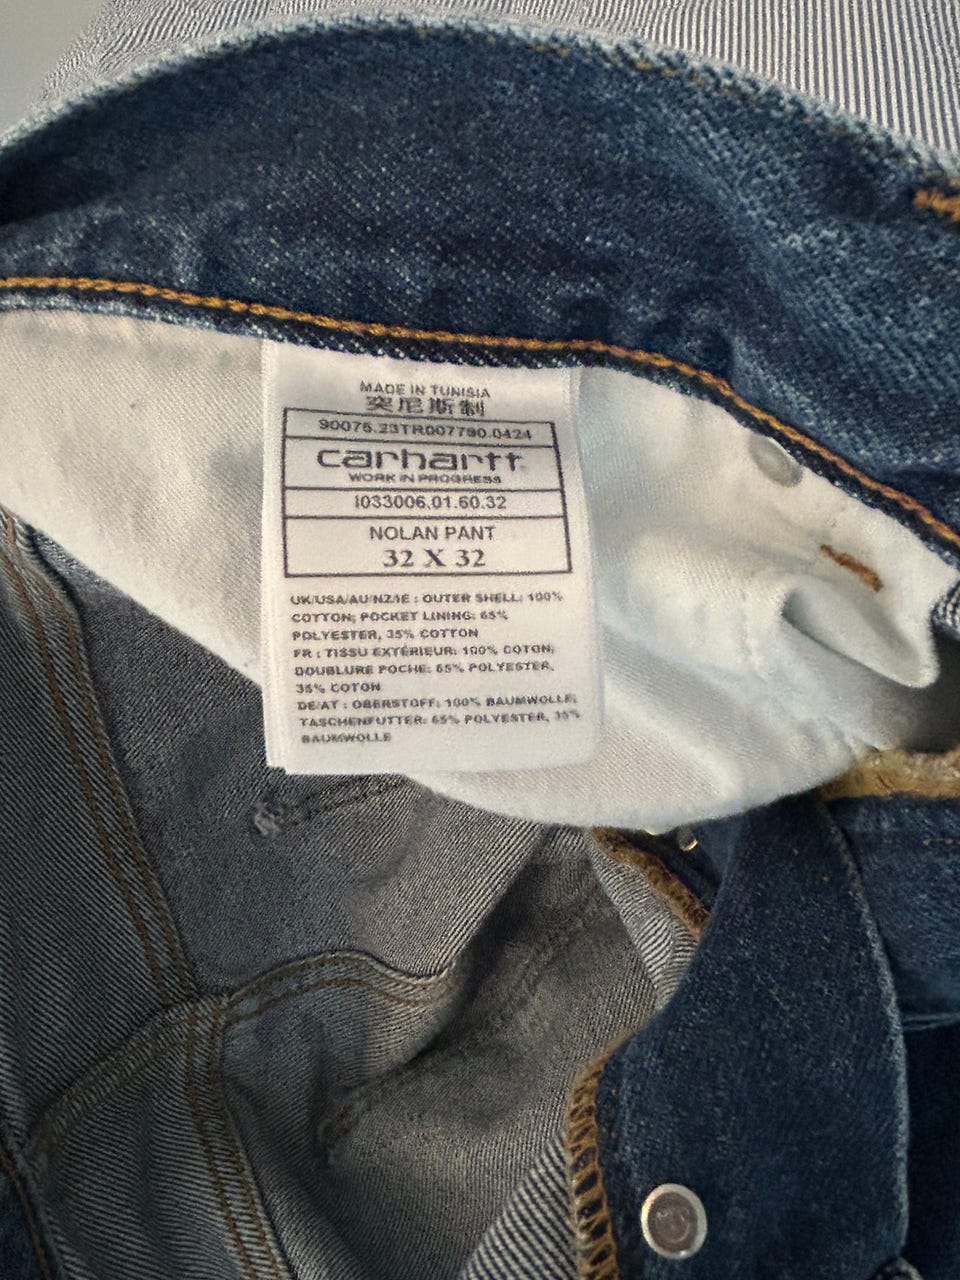 MADE IN TUNISIA
突尼斯制
90075.23TR007790.0424
carhartt
WORK IN PROGRESS
I033006.01.60.32
NOLAN PANT
32 X 32
UK/USA/AU/NZ/IE : OUTER SHELL: 100%
COTTON; POCKET LINING: 65%
POLYESTER, 35% COTTON
FR : TISSU EXTÉRIEUR: 100% COTON;
DOUBLURE POCHE: 65% POLYESTER,
35% COTON
DE/AT : OBERSTOFF: 100% BAUMWOLLE;
TASCHENFUTTER: 65% POLYESTER, 35%
BAUMWOLLE